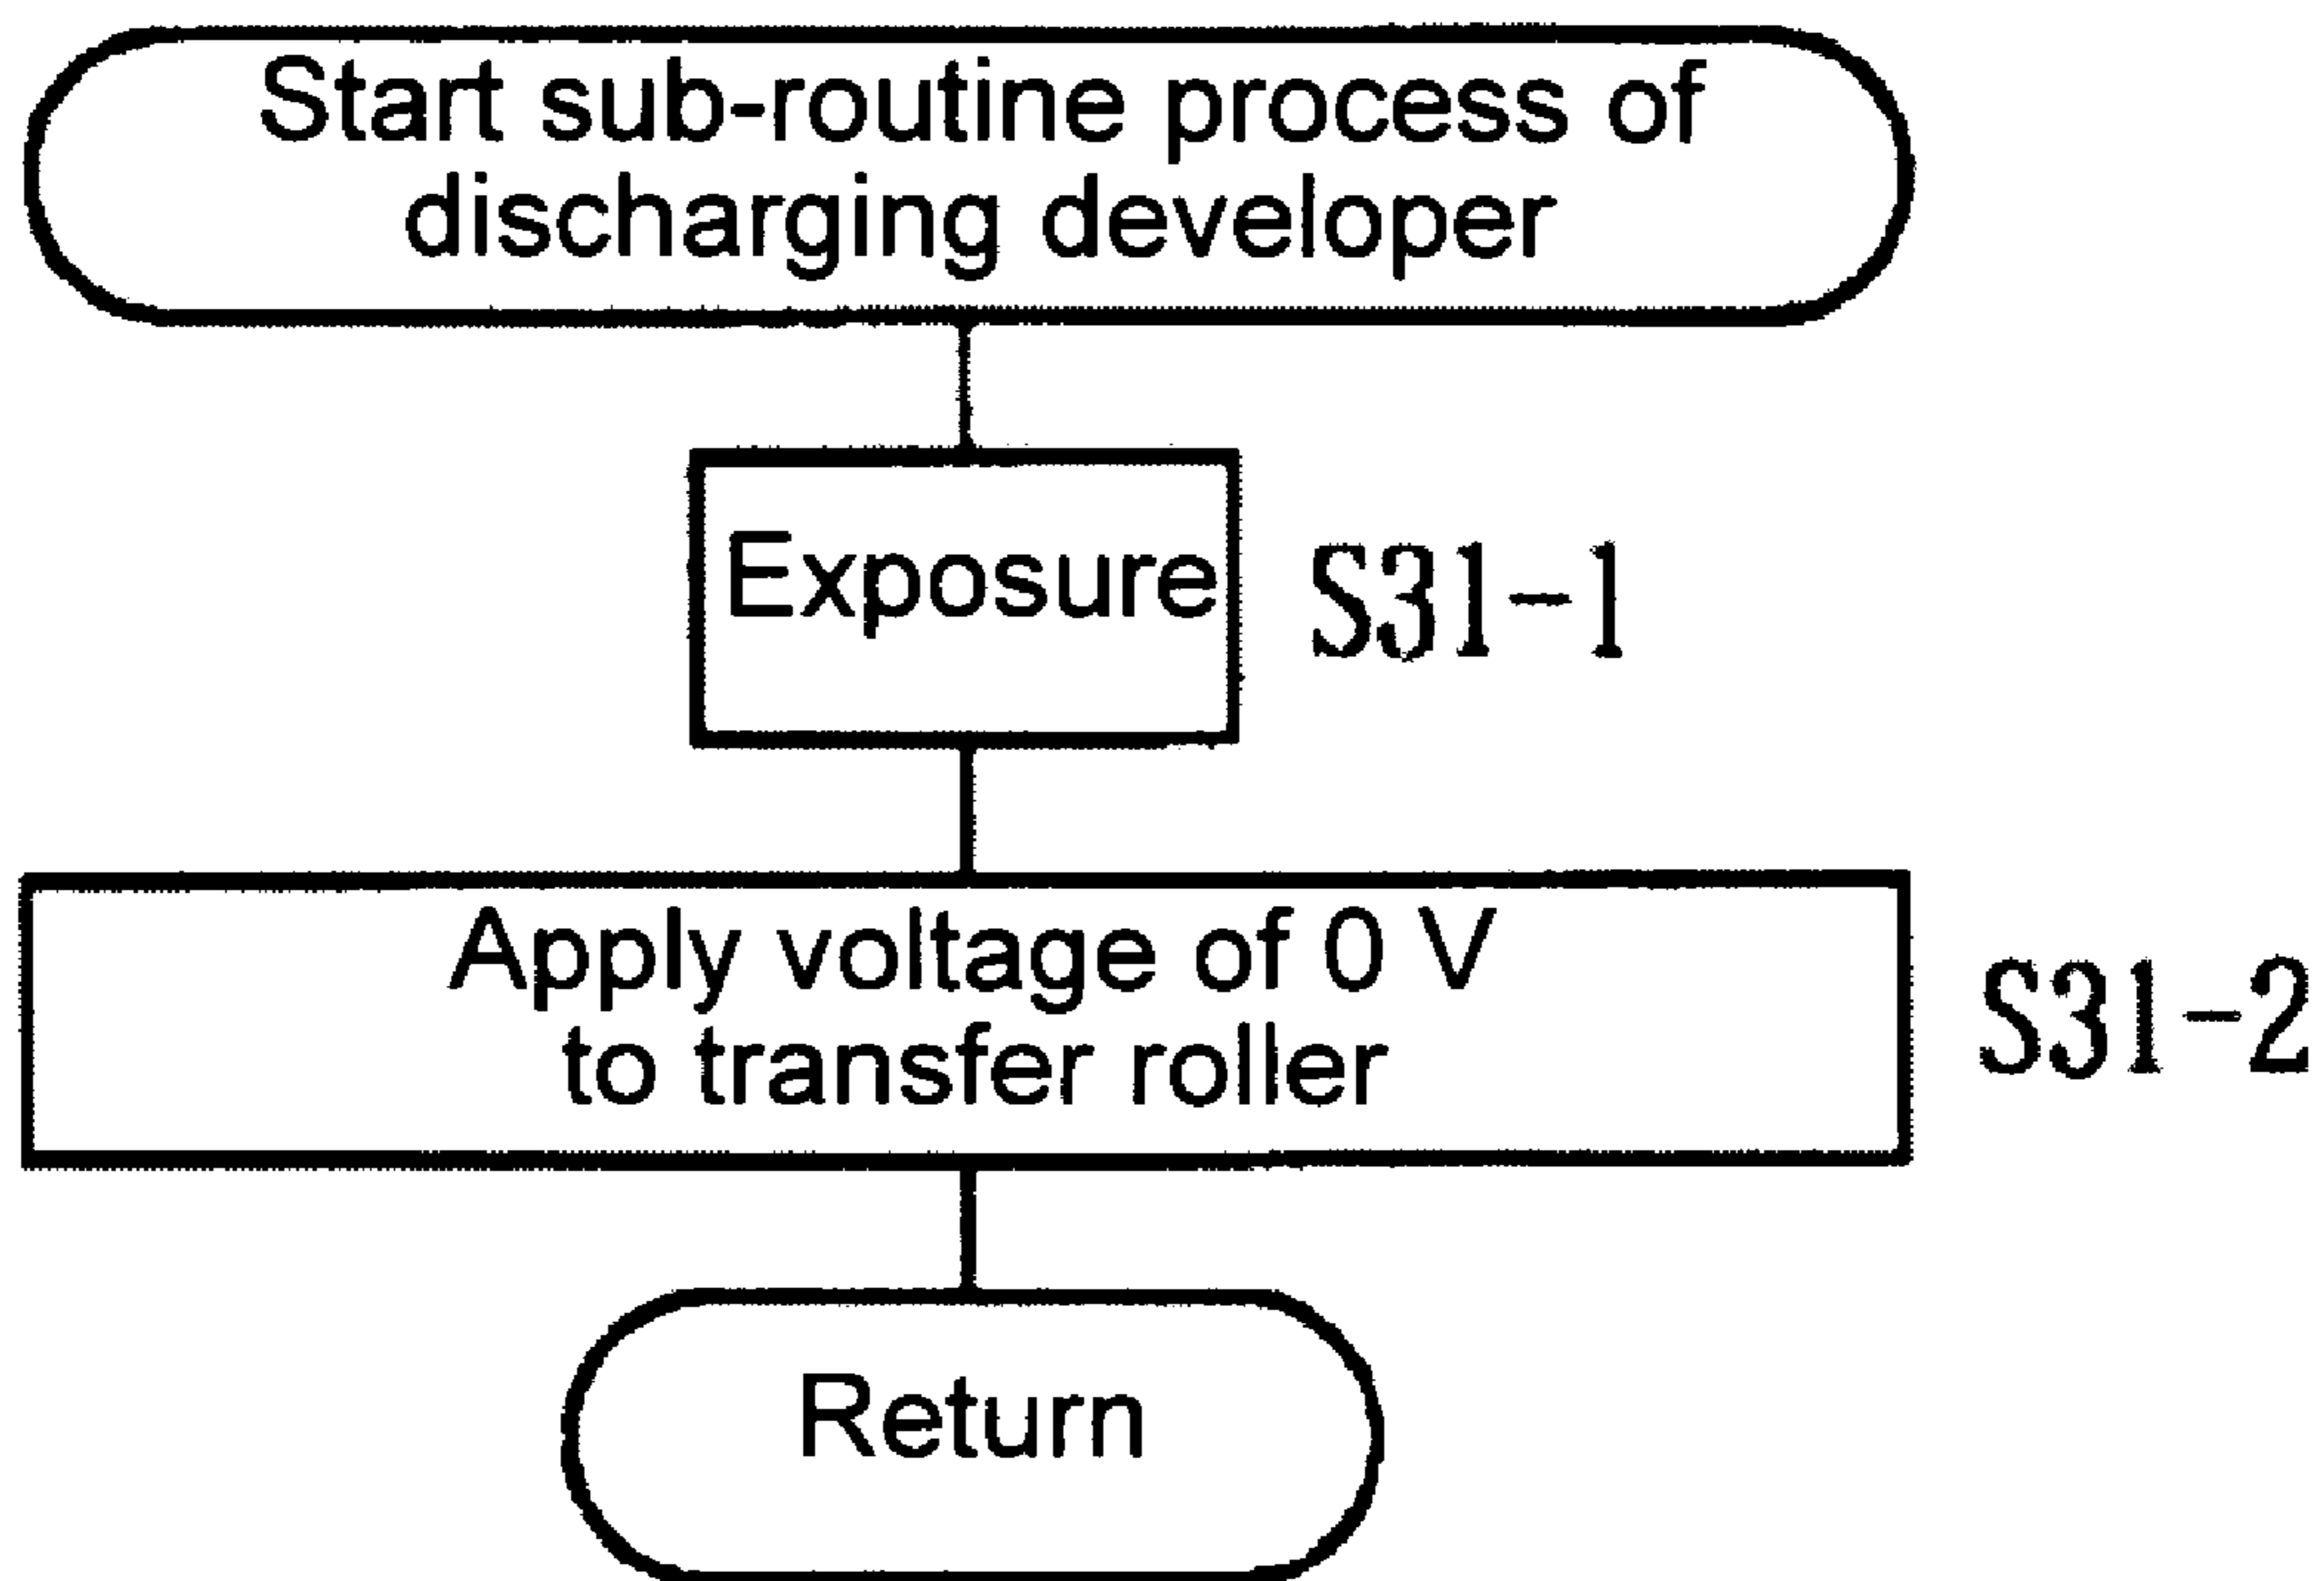 Start sub-routine process of
discharging developer
Exposure
S31-1
Apply voltage of 0 V
to transfer roller
S31-2
Return